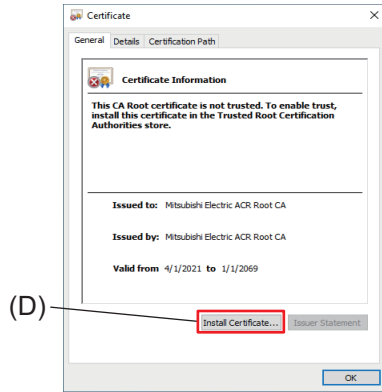 Certificate
General Details Certification Path
Certificate Information
This CA Root certificate is not trusted. To enable trust,
install this certificate in the Trusted Root Certification
Authorities store.
Issued to: Mitsubishi Electric ACR Root CA
Issued by: Mitsubishi Electric ACR Root CA
Valid from 4/1/2021 to 1/1/2069
(D)
Install Certificate... Issuer Statement
OK